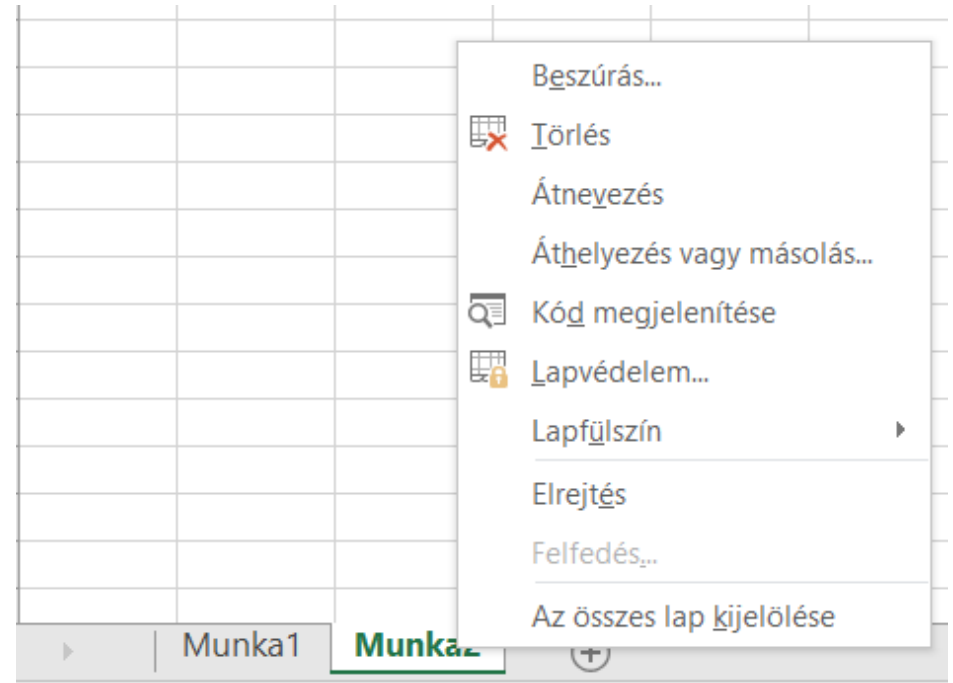 Beszúrás...
Törlés
Átnevezés
Áthelyezés vagy másolás...
Kód megjelenítése
Lapvédelem...
Lapfülszín
Elrejtés
Felfedés...
Az összes lap kijelölése
Munka1 Munka2